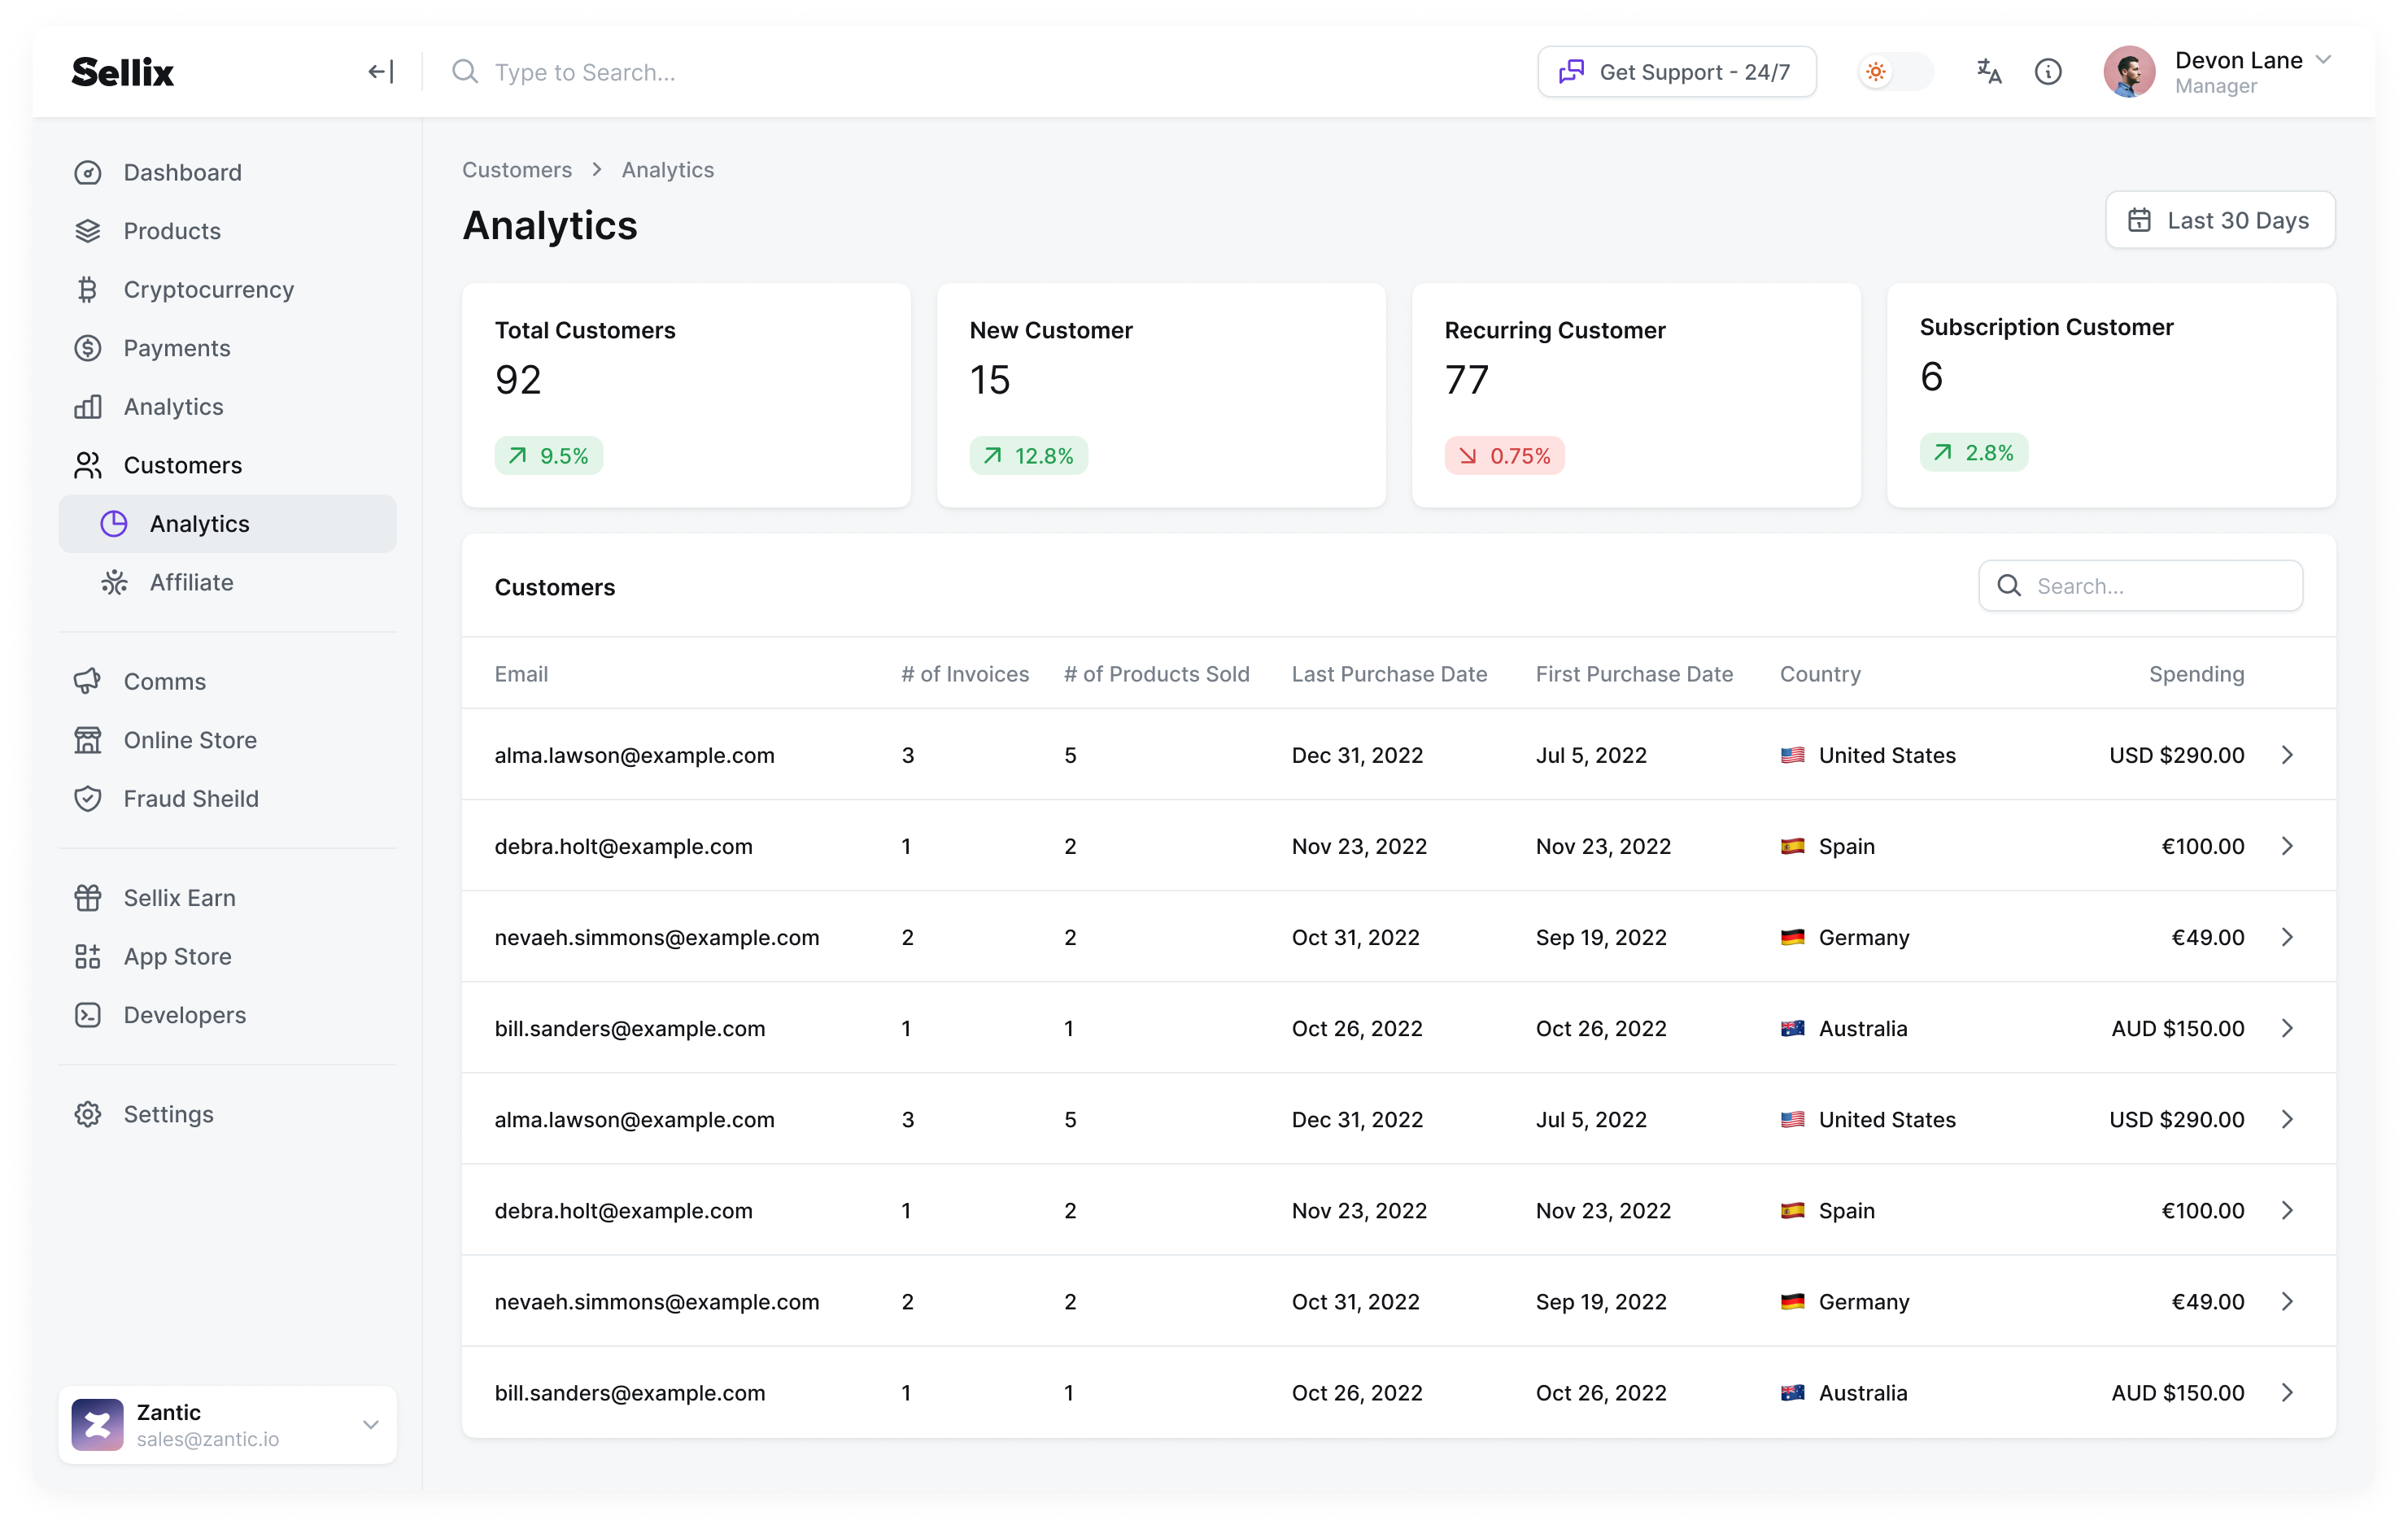 Sellix
Type to Search...
Get Support - 24/7
Devon Lane
Manager
Dashboard
Products
Cryptocurrency
Payments
Analytics
Customers
Analytics
Affiliate
Comms
Online Store
Fraud Sheild
Sellix Earn
App Store
Developers
Settings
Zantic
sales@zantic.io
Customers > Analytics
Analytics
Last 30 Days
Total Customers
92
9.5%
New Customer
15
12.8%
Recurring Customer
77
0.75%
Subscription Customer
6
2.8%
Customers
Search...
Email # of Invoices # of Products Sold Last Purchase Date First Purchase Date Country Spending
alma.lawson@example.com 3 5 Dec 31, 2022 Jul 5, 2022 United States USD $290.00
debra.holt@example.com 1 2 Nov 23, 2022 Nov 23, 2022 Spain €100.00
nevaeh.simmons@example.com 2 2 Oct 31, 2022 Sep 19, 2022 Germany €49.00
bill.sanders@example.com 1 1 Oct 26, 2022 Oct 26, 2022 Australia AUD $150.00
alma.lawson@example.com 3 5 Dec 31, 2022 Jul 5, 2022 United States USD $290.00
debra.holt@example.com 1 2 Nov 23, 2022 Nov 23, 2022 Spain €100.00
nevaeh.simmons@example.com 2 2 Oct 31, 2022 Sep 19, 2022 Germany €49.00
bill.sanders@example.com 1 1 Oct 26, 2022 Oct 26, 2022 Australia AUD $150.00